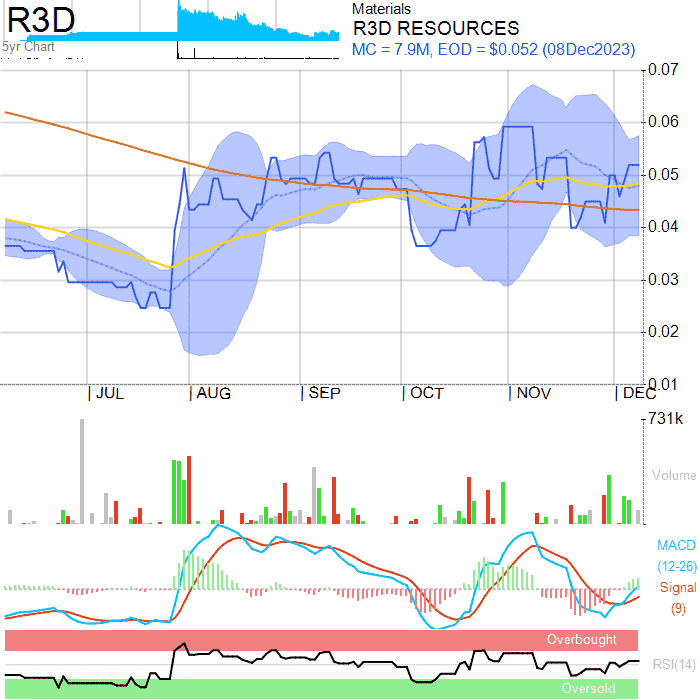 R3D
5yr Chart
Materials
R3D RESOURCES
MC = 7.9M, EOD = $0.052 (08Dec2023)
0.07
0.06
0.05
0.04
0.03
0.02
0.01
JUL AUG SEP OCT NOV DEC
731k
Volume
MACD
(12-26)
Signal
(9)
Overbought
RSI(14)
Oversold